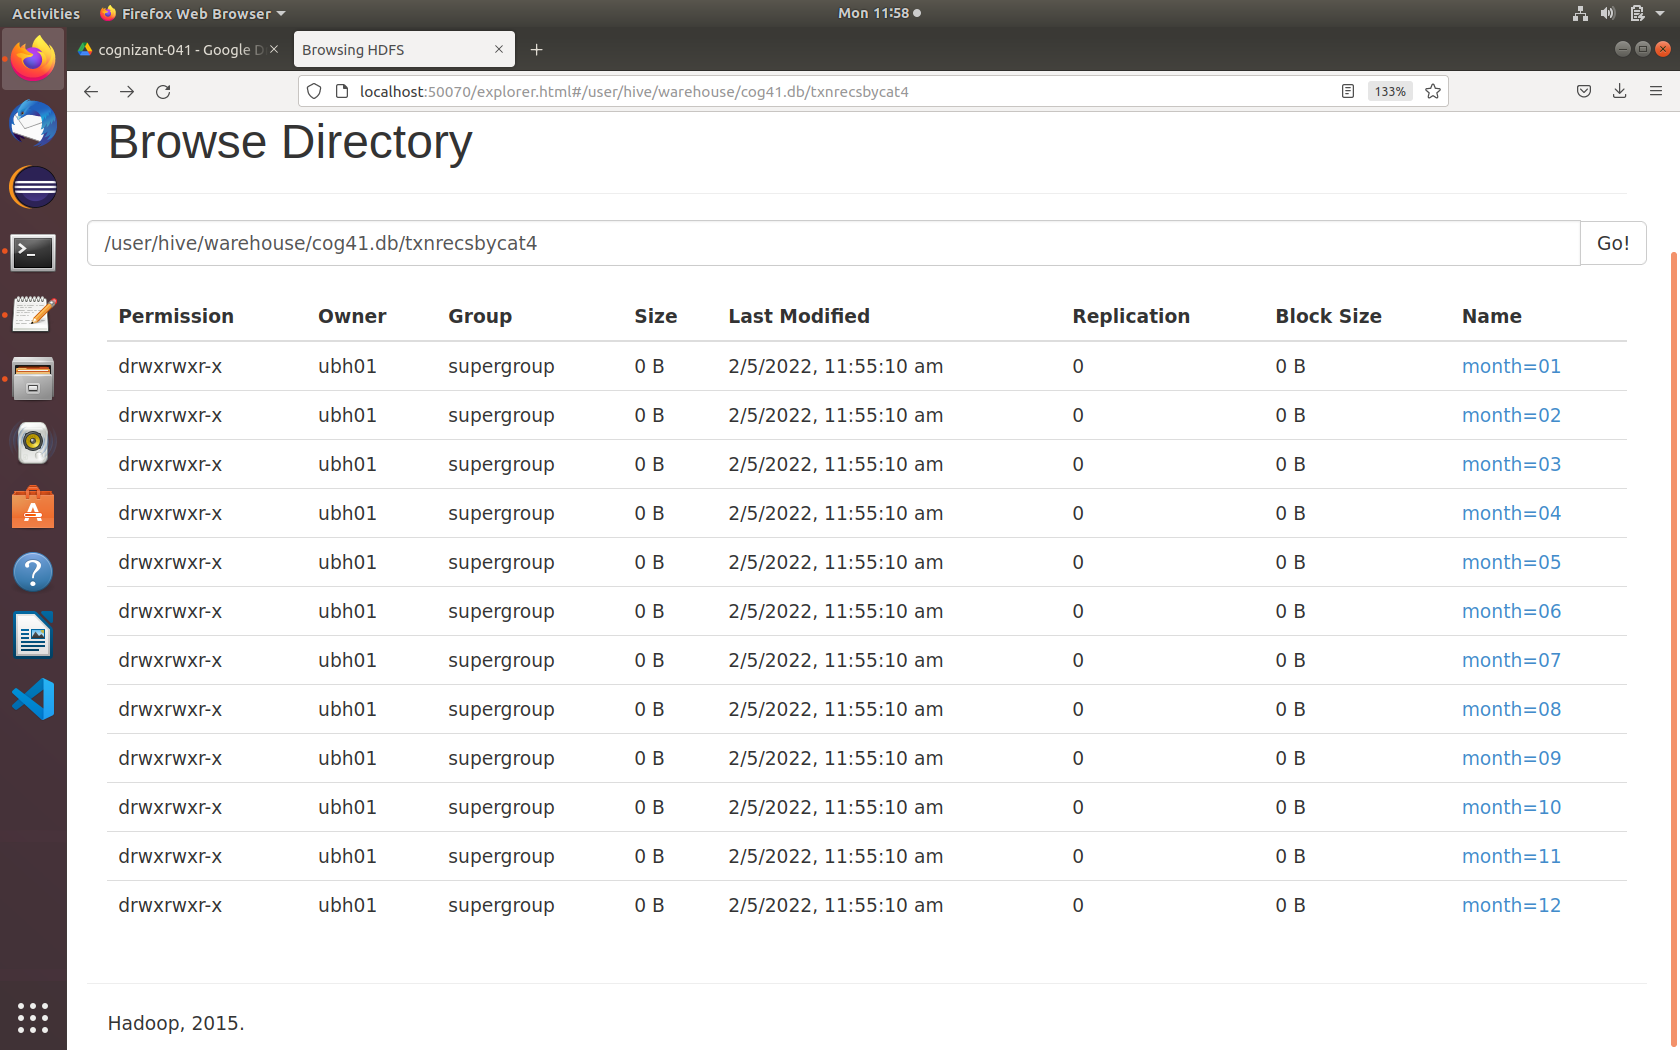 Activities Firefox Web Browser Mon 11:58
cognizant-041 - Google D Browsing HDFS
localhost:50070/explorer.html#/user/hive/warehouse/cog41.db/txnrecsbycat4 133%
Browse Directory
/user/hive/warehouse/cog41.db/txnrecsbycat4 Go!
Permission Owner Group Size Last Modified Replication Block Size Name
drwxrwxr-x ubh01 supergroup 0 B 2/5/2022, 11:55:10 am 0 0 B month=01
drwxrwxr-x ubh01 supergroup 0 B 2/5/2022, 11:55:10 am 0 0 B month=02
drwxrwxr-x ubh01 supergroup 0 B 2/5/2022, 11:55:10 am 0 0 B month=03
drwxrwxr-x ubh01 supergroup 0 B 2/5/2022, 11:55:10 am 0 0 B month=04
drwxrwxr-x ubh01 supergroup 0 B 2/5/2022, 11:55:10 am 0 0 B month=05
drwxrwxr-x ubh01 supergroup 0 B 2/5/2022, 11:55:10 am 0 0 B month=06
drwxrwxr-x ubh01 supergroup 0 B 2/5/2022, 11:55:10 am 0 0 B month=07
drwxrwxr-x ubh01 supergroup 0 B 2/5/2022, 11:55:10 am 0 0 B month=08
drwxrwxr-x ubh01 supergroup 0 B 2/5/2022, 11:55:10 am 0 0 B month=09
drwxrwxr-x ubh01 supergroup 0 B 2/5/2022, 11:55:10 am 0 0 B month=10
drwxrwxr-x ubh01 supergroup 0 B 2/5/2022, 11:55:10 am 0 0 B month=11
drwxrwxr-x ubh01 supergroup 0 B 2/5/2022, 11:55:10 am 0 0 B month=12
Hadoop, 2015.